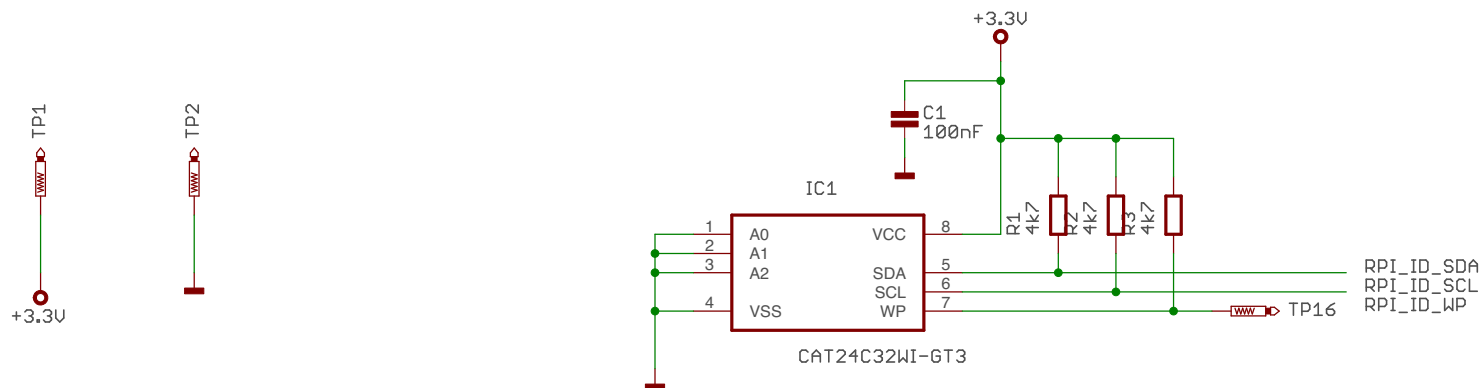 +3.3V
TP1
TP2
C1
100nF
IC1
R1
4k7
R2
4k7
R3
4k7
1
A0
VCC
8
2
A1
3
A2
SDA
5
RPI_ID_SDA
SCL
6
RPI_ID_SCL
4
VSS
WP
7
TP16
RPI_ID_WP
+3.3V
CAT24C32WI-GT3